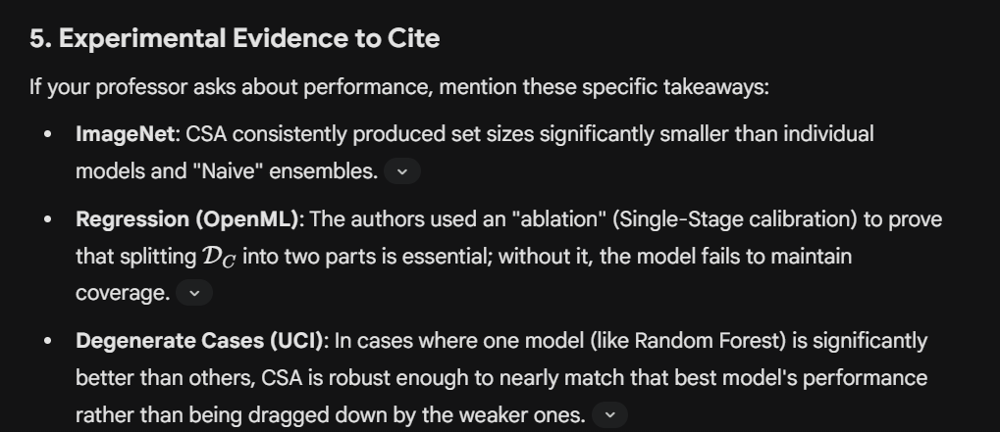 5. Experimental Evidence to Cite
If your professor asks about performance, mention these specific takeaways:
• ImageNet: CSA consistently produced set sizes significantly smaller than individual
models and "Naive" ensembles.
• Regression (OpenML): The authors used an "ablation" (Single-Stage calibration) to prove
that splitting 𝒟_C into two parts is essential; without it, the model fails to maintain
coverage.
• Degenerate Cases (UCI): In cases where one model (like Random Forest) is significantly
better than others, CSA is robust enough to nearly match that best model's performance
rather than being dragged down by the weaker ones.